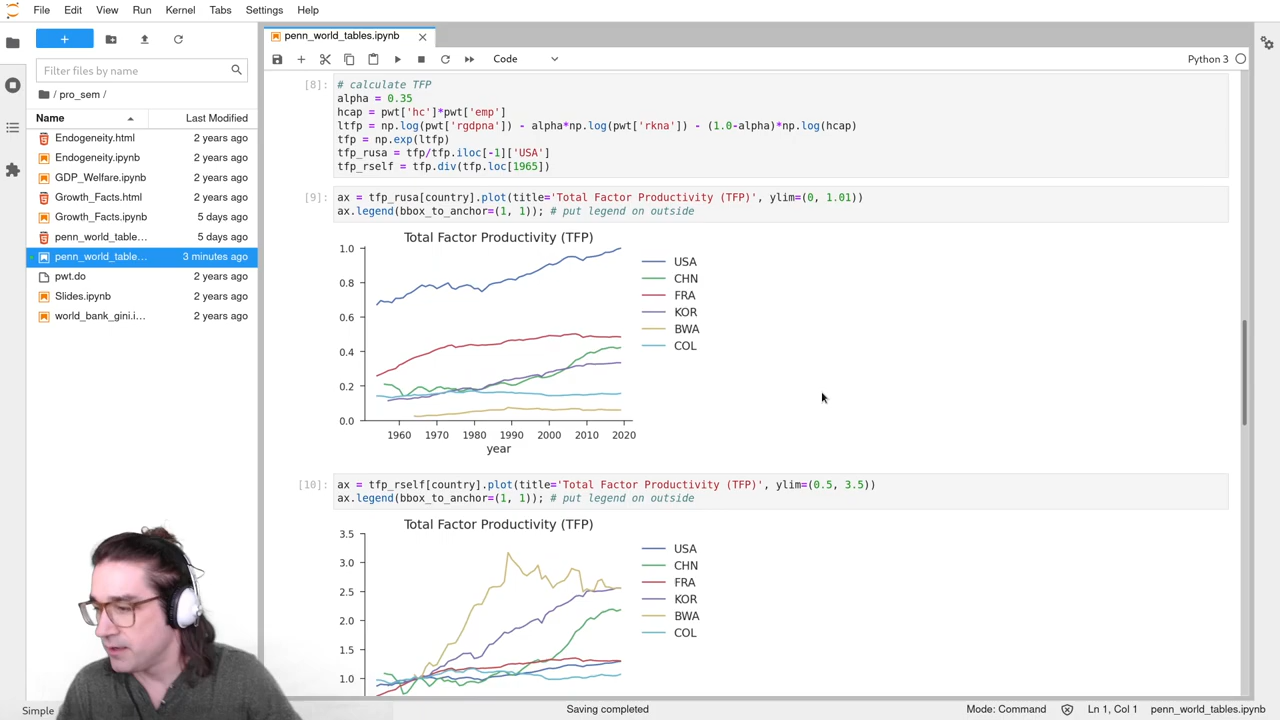 File Edit View Run Kernel Tabs Settings Help
penn_world_tables.ipynb
Code
Python 3
Filter files by name
/ pro_sem /
Name Last Modified
Endogeneity.html 2 years ago
Endogeneity.ipynb 2 years ago
GDP_Welfare.ipynb 2 years ago
Growth_Facts.html 2 years ago
Growth_Facts.ipynb 5 days ago
penn_world_table... 5 days ago
penn_world_table... 3 minutes ago
pwt.do 2 years ago
Slides.ipynb 2 years ago
world_bank_gini.i... 2 years ago
[8]:
# calculate TFP
alpha = 0.35
hcap = pwt['hc']*pwt['emp']
ltfp = np.log(pwt['rgdpna']) - alpha*np.log(pwt['rkna']) - (1.0-alpha)*np.log(hcap)
tfp = np.exp(ltfp)
tfp_rusa = tfp/tfp.iloc[-1]['USA']
tfp_rself = tfp.div(tfp.loc[1965])
[9]:
ax = tfp_rusa[country].plot(title='Total Factor Productivity (TFP)', ylim=(0, 1.01))
ax.legend(bbox_to_anchor=(1, 1)); # put legend on outside
Total Factor Productivity (TFP)
1.0
0.8
0.6
0.4
0.2
0.0
1960 1970 1980 1990 2000 2010 2020
year
USA
CHN
FRA
KOR
BWA
COL
[10]:
ax = tfp_rself[country].plot(title='Total Factor Productivity (TFP)', ylim=(0.5, 3.5))
ax.legend(bbox_to_anchor=(1, 1)); # put legend on outside
Total Factor Productivity (TFP)
3.5
3.0
2.5
2.0
1.5
1.0
USA
CHN
FRA
KOR
BWA
COL
Simple
Saving completed
Mode: Command
Ln 1, Col 1
penn_world_tables.ipynb